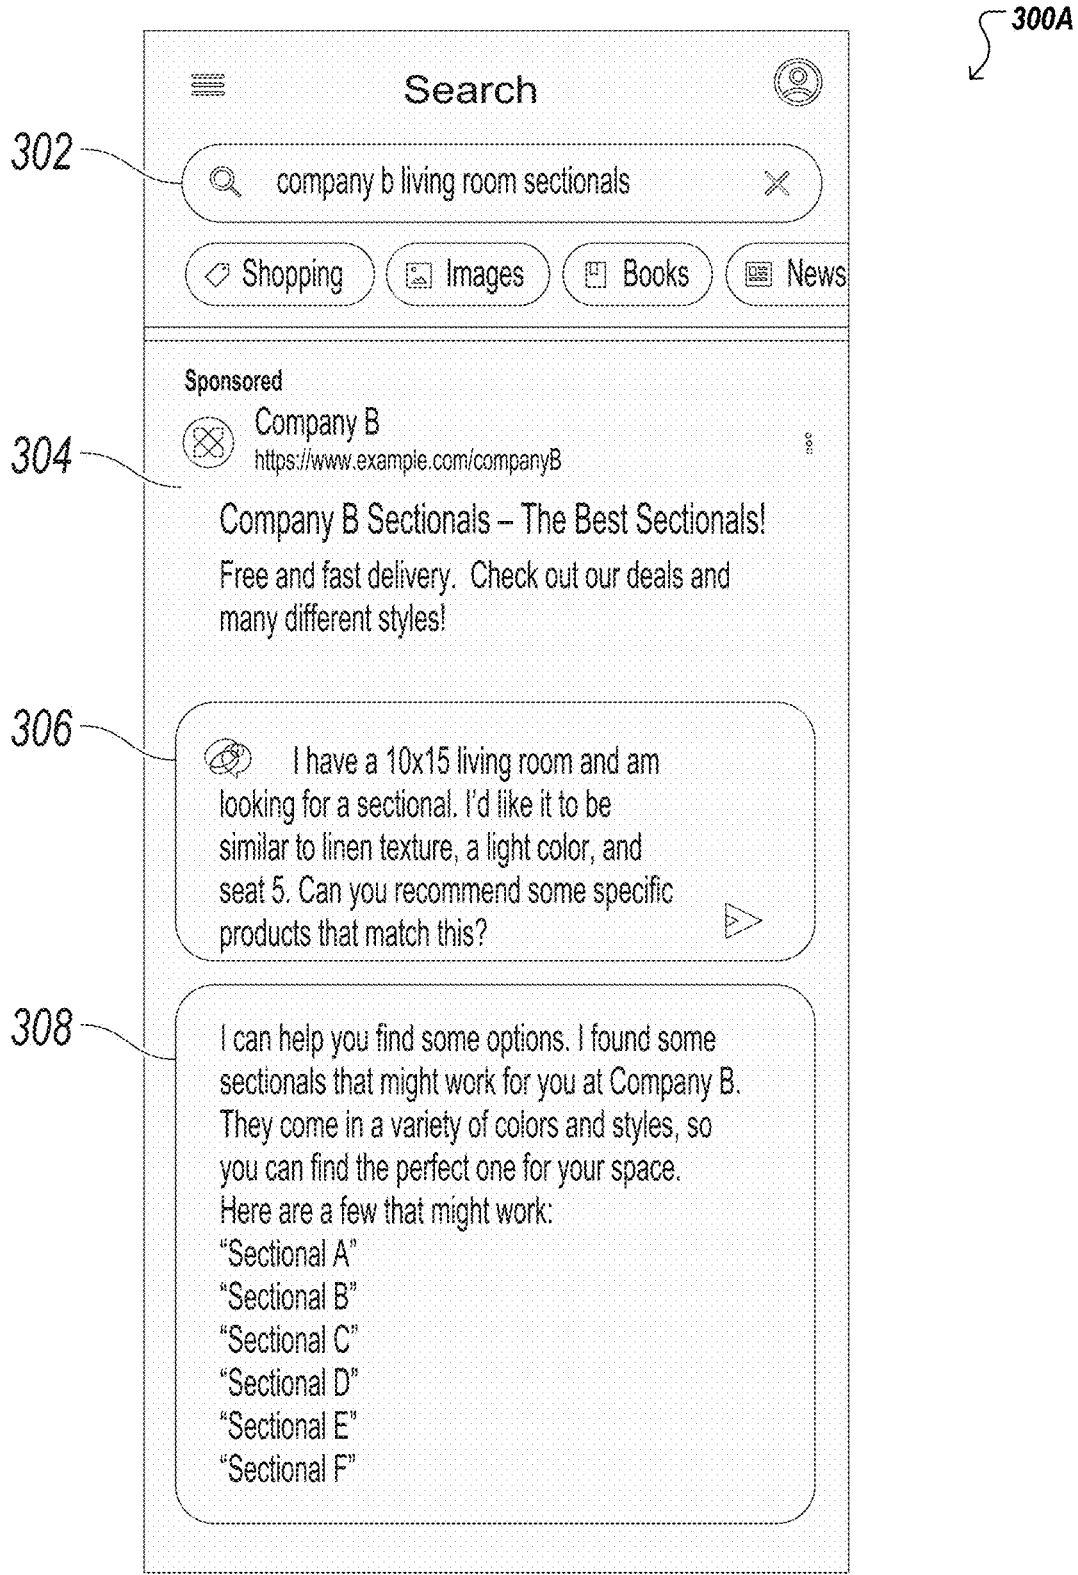 300A
Search
302
company b living room sectionals
Shopping
Images
Books
News
Sponsored
Company B
304
https://www.example.com/companyB
Company B Sectionals – The Best Sectionals!
Free and fast delivery. Check out our deals and
many different styles!
306
I have a 10x15 living room and am
looking for a sectional. I'd like it to be
similar to linen texture, a light color, and
seat 5. Can you recommend some specific
products that match this?
308
I can help you find some options. I found some
sectionals that might work for you at Company B.
They come in a variety of colors and styles, so
you can find the perfect one for your space.
Here are a few that might work:
“Sectional A”
“Sectional B”
“Sectional C”
“Sectional D”
“Sectional E”
“Sectional F”